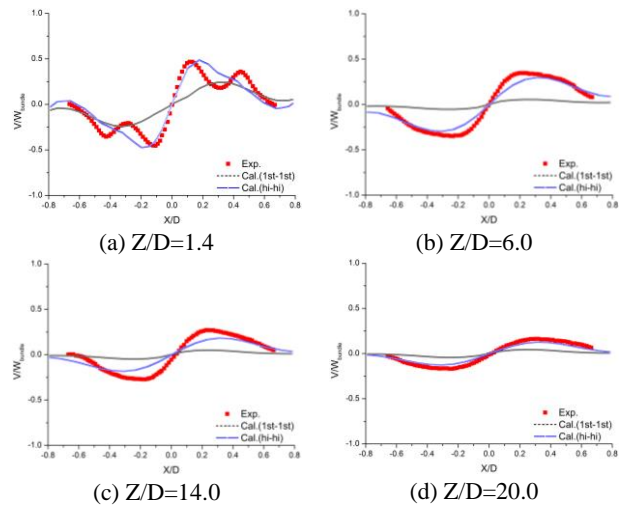 1.0
0.5
0.0
-0.5
-1.0
V/W_bundle
-0.8 -0.6 -0.4 -0.2 0.0 0.2 0.4 0.6 0.8
X/D
Exp.
Cal.(1st-1st)
Cal.(hi-hi)
(a) Z/D=1.4
1.0
0.5
0.0
-0.5
-1.0
V/W_bundle
-0.8 -0.6 -0.4 -0.2 0.0 0.2 0.4 0.6 0.8
X/D
Exp.
Cal.(1st-1st)
Cal.(hi-hi)
(b) Z/D=6.0
1.0
0.5
0.0
-0.5
-1.0
V/W_bundle
-0.8 -0.6 -0.4 -0.2 0.0 0.2 0.4 0.6 0.8
X/D
Exp.
Cal.(1st-1st)
Cal.(hi-hi)
(c) Z/D=14.0
1.0
0.5
0.0
-0.5
-1.0
V/W_bundle
-0.8 -0.6 -0.4 -0.2 0.0 0.2 0.4 0.6 0.8
X/D
Exp.
Cal.(1st-1st)
Cal.(hi-hi)
(d) Z/D=20.0